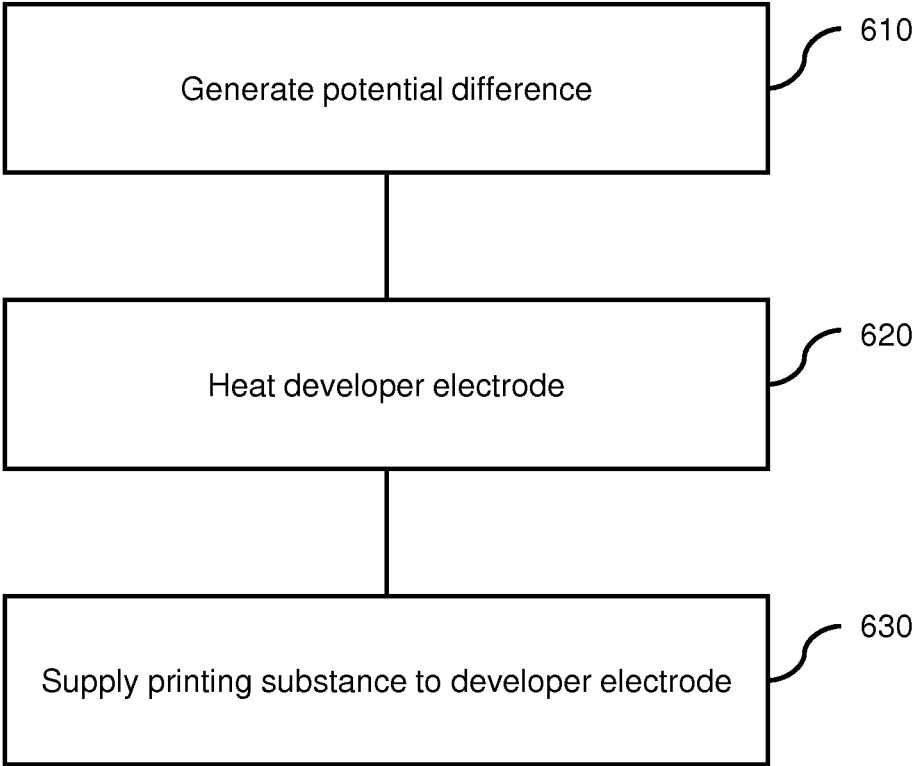 Generate potential difference
610
Heat developer electrode
620
Supply printing substance to developer electrode
630